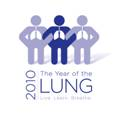 2010
The Year of the
LUNG
Live. Learn. Breathe.